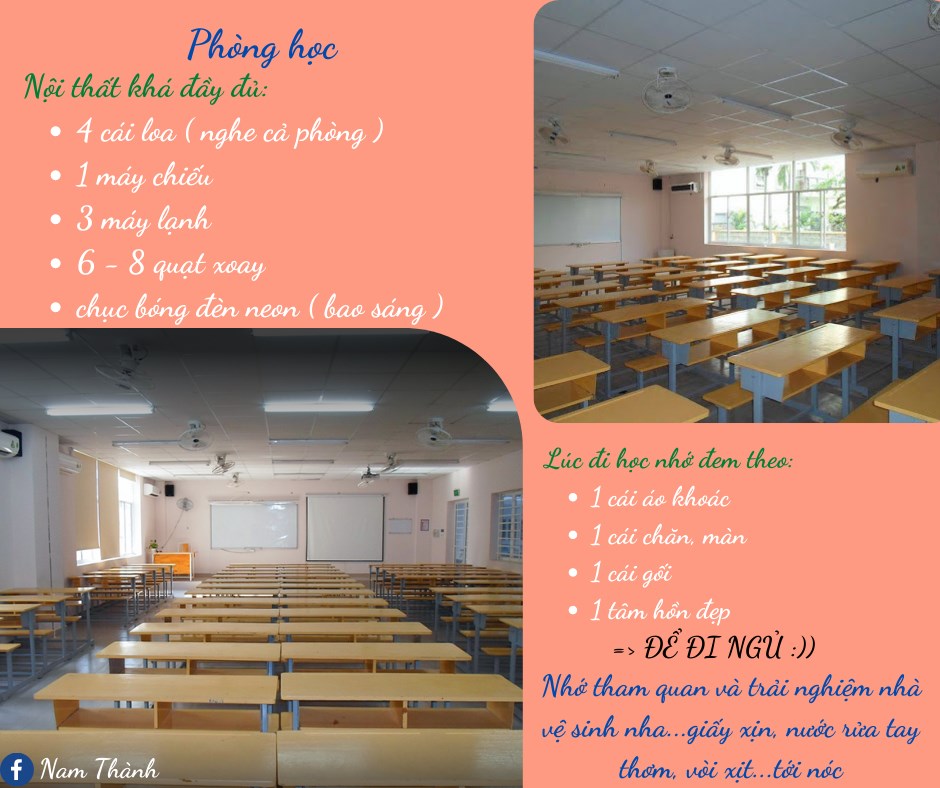 Phòng học
Nội thất khá đầy đủ:
4 cái loa ( nghe cả phòng )
1 máy chiếu
3 máy lạnh
6 - 8 quạt xoay
chục bóng đèn neon ( bao sáng )
Lúc đi học nhớ đem theo:
1 cái áo khoác
1 cái chăn, màn
1 cái gối
1 tâm hồn đẹp
=> ĐỂ ĐI NGỦ :))
Nhớ tham quan và trải nghiệm nhà
vệ sinh nha...giấy xịn, nước rửa tay
thơm, vòi xịt...tới nóc
Nam Thành